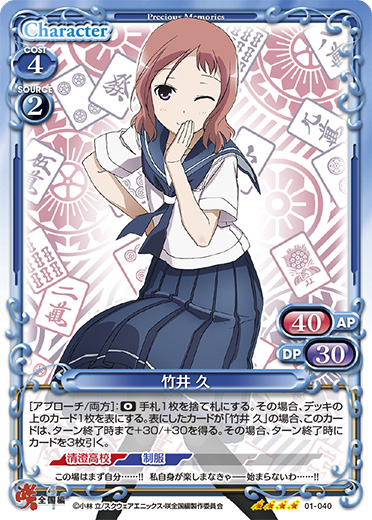 Precious Memories
Character
COST
4
SOURCE
2
40 AP
DP 30
竹井 久
[アプローチ/両方]:0 手札1枚を捨て札にする。その場合、デッキの
上のカード1枚を表にする。表にしたカードが「竹井 久」の場合、このカー
ドは、ターン終了時まで+30/+30を得る。その場合、ターン終了時に
カードを3枚引く。
清澄高校 制服
この場はまず自分……!! 私自身が楽しまなきゃ――始まらないわ……!!
咲 全国編
©小林 立/スクウェアエニックス・咲全国編製作委員会
01-040